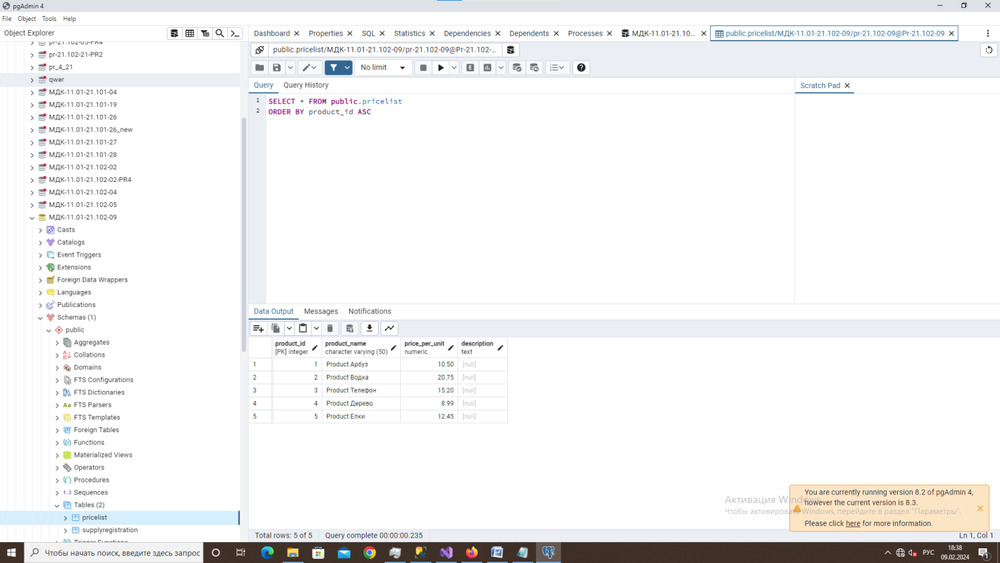 pgAdmin 4
File Object Tools Help
Object Explorer
Dashboard Properties SQL Statistics Dependencies Dependents Processes МДК-11.01-21.10... public.pricelist/МДК-11.01-21.102-09/pr-21.102-09@Pr-21.102-09
pr-21.102-05-PR4
pr-21.102-21-PR2
pr_4_21
qwer
МДК-11.01-21.101-04
МДК-11.01-21.101-19
МДК-11.01-21.101-26
МДК-11.01-21.101-26_new
МДК-11.01-21.101-27
МДК-11.01-21.101-28
МДК-11.01-21.102-02
МДК-11.01-21.102-02-PR4
МДК-11.01-21.102-04
МДК-11.01-21.102-05
МДК-11.01-21.102-09
Casts
Catalogs
Event Triggers
Extensions
Foreign Data Wrappers
Languages
Publications
Schemas (1)
public
Aggregates
Collations
Domains
FTS Configurations
FTS Dictionaries
FTS Parsers
FTS Templates
Foreign Tables
Functions
Materialized Views
Operators
Procedures
Sequences
Tables (2)
pricelist
supplyregistration
Trigger Functions
public.pricelist/МДК-11.01-21.102-09/pr-21.102-09@Pr-21.102-...
No limit
Query Query History
Scratch Pad
1 SELECT * FROM public.pricelist
2 ORDER BY product_id ASC
Data Output Messages Notifications
product_id product_name price_per_unit description
[PK] integer character varying (50) numeric text
1 1 Product Арбуз 10.50 [null]
2 2 Product Водка 20.75 [null]
3 3 Product Телефон 15.20 [null]
4 4 Product Дерево 8.99 [null]
5 5 Product Елки 12.45 [null]
Активация Windows
Чтобы активировать Windows, перейдите в раздел "Параметры".
You are currently running version 8.2 of pgAdmin 4,
however the current version is 8.3.
Please click here for more information.
Total rows: 5 of 5 Query complete 00:00:00.235
Ln 1, Col 1
Чтобы начать поиск, введите здесь запрос
РУС
18:38
09.02.2024
1